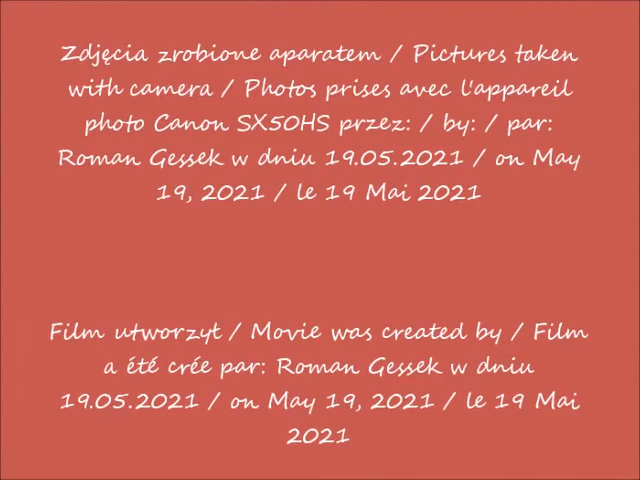 Zdjęcia zrobione aparatem / Pictures taken
with camera / Photos prises avec l'appareil
photo Canon SX50HS przez: / by: / par:
Roman Gessek w dniu 19.05.2021 / on May
19, 2021 / le 19 Mai 2021
Film utworzył / Movie was created by / Film
a été crée par: Roman Gessek w dniu
19.05.2021 / on May 19, 2021 / le 19 Mai
2021